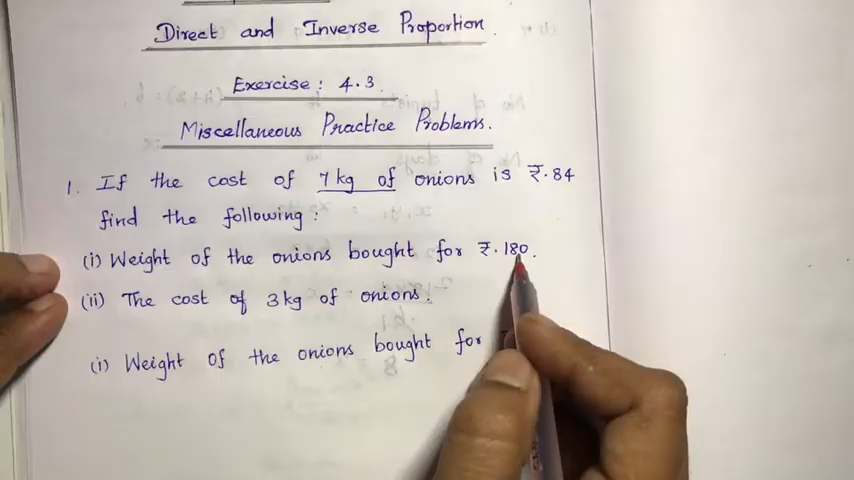 Direct and Inverse Proportion
Exercise: 4.3
Miscellaneous Practice Problems.
1. If the cost of 7 kg of onions is ₹.84
find the following:
(i) Weight of the onions bought for ₹.180.
(ii) The cost of 3kg of onions.
(i) Weight of the onions bought for